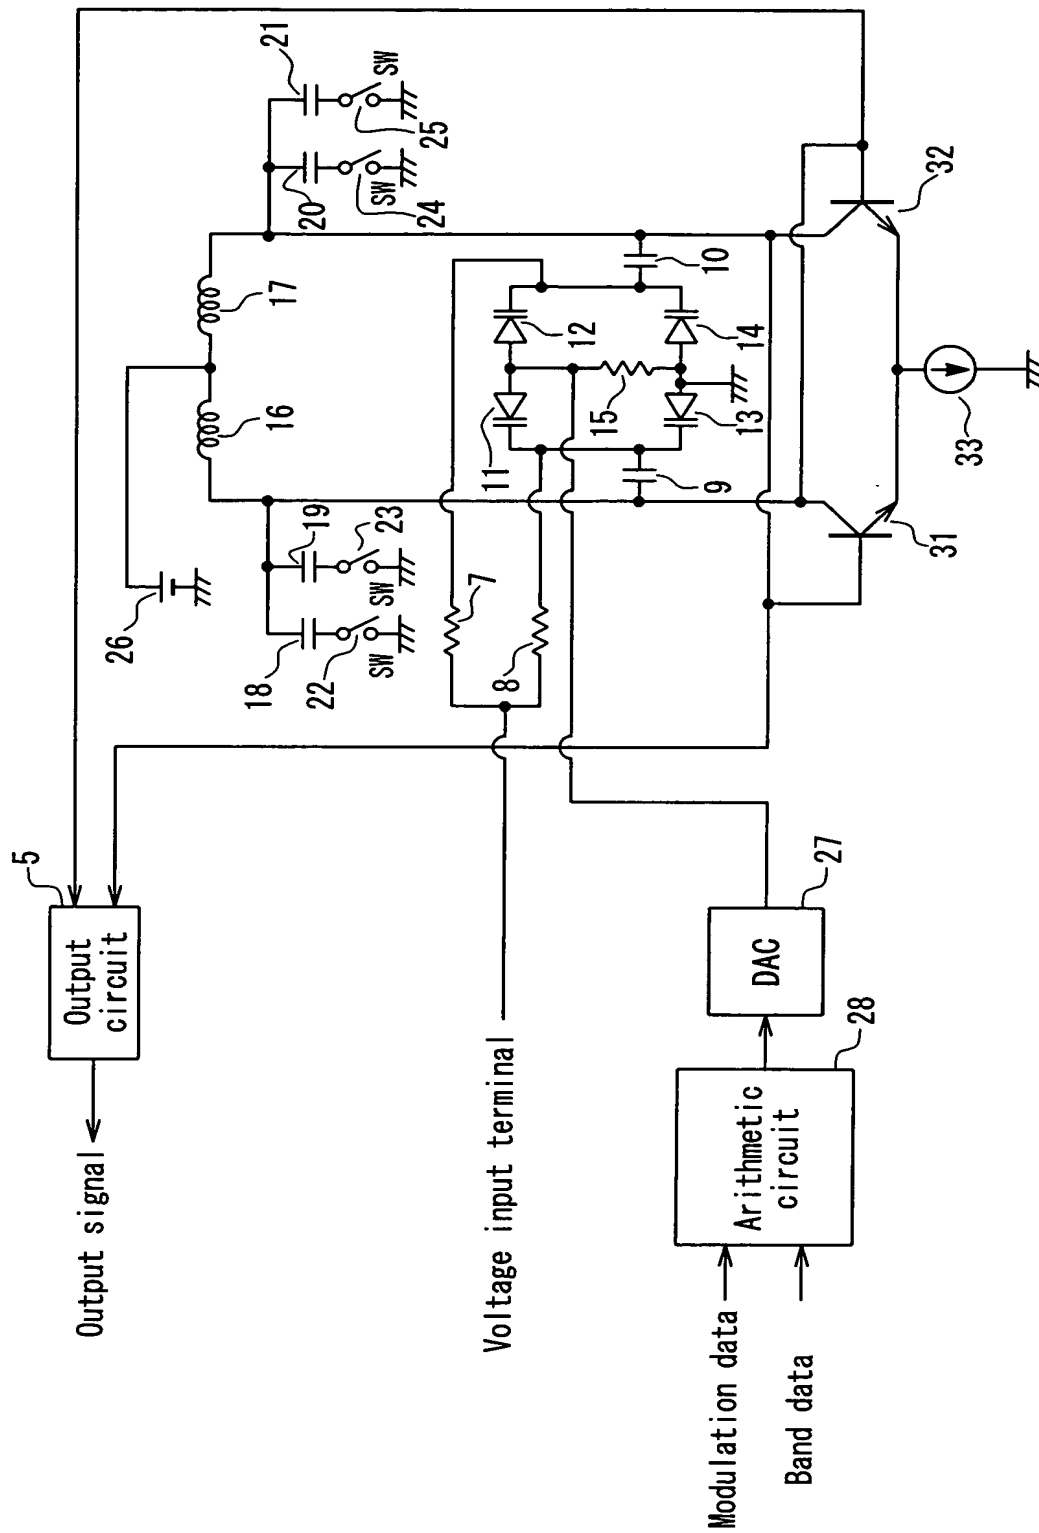 21
SW
25
20
SW
24
17
16
26
19
23
SW
18
22
SW
12
10
14
15
11
13
9
7
8
32
31
33
5
Output
circuit
Output signal
Voltage input terminal
27
DAC
28
Arithmetic
circuit
Modulation data
Band data